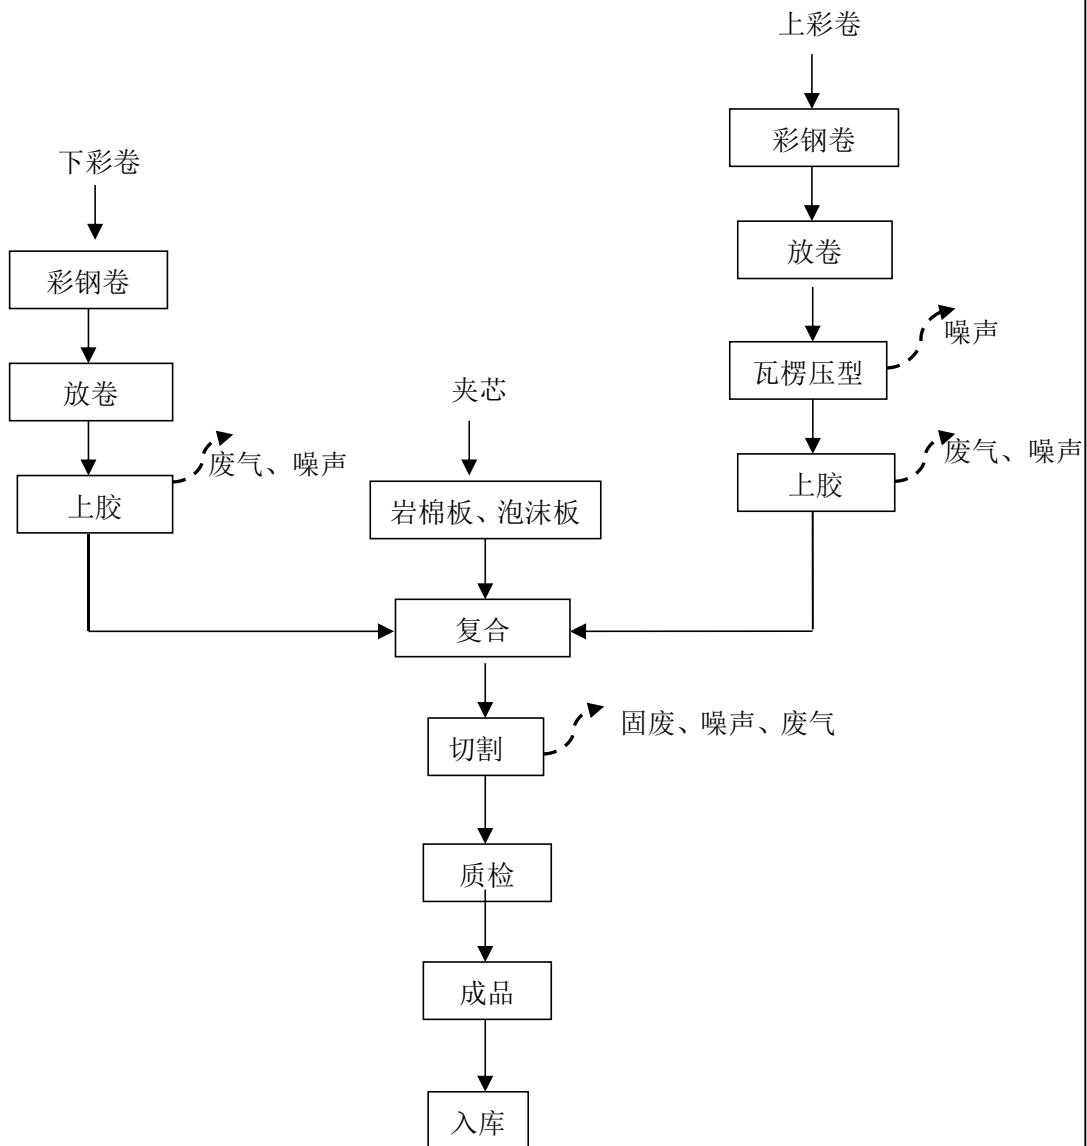 上彩卷
彩钢卷
下彩卷
放卷
彩钢卷
噪声
瓦楞压型
放卷
夹芯
废气、噪声
废气、噪声
上胶
上胶
岩棉板、泡沫板
复合
固废、噪声、废气
切割
质检
成品
入库